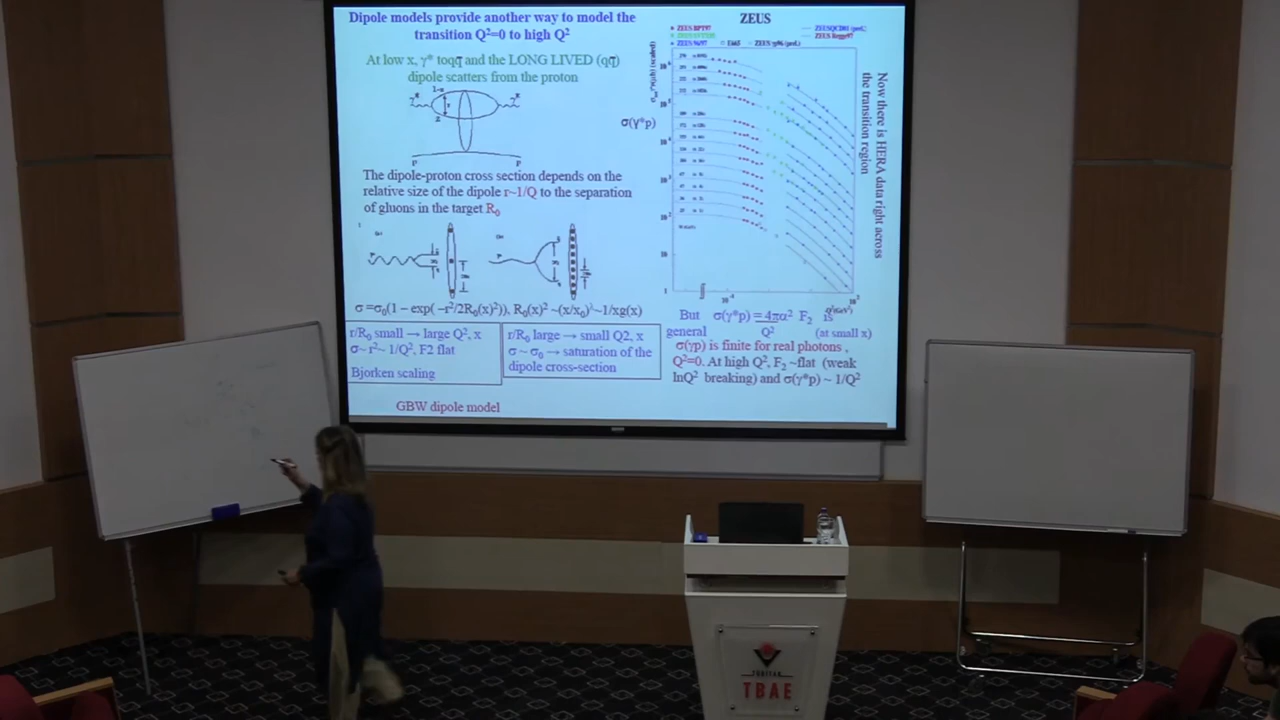 Dipole models provide another way to model the
transition Q²=0 to high Q²
At low x, γ* toqq̄ and the LONG LIVED (qq̄)
dipole scatters from the proton
The dipole-proton cross section depends on the
relative size of the dipole r~1/Q to the separation
of gluons in the target R₀
σ =σ₀(1 – exp( –r²/2R₀(x)²)), R₀(x)² ~(x/x₀)^λ~1/xg(x)
r/R₀ small → large Q², x
σ~ r²~ 1/Q², F2 flat
Bjorken scaling
r/R₀ large → small Q2, x
σ ~ σ₀ → saturation of the
dipole cross-section
GBW dipole model
ZEUS
σ(γ*p)
Now there is HERA data right across
the transition region
But σ(γ*p) = 4πα² F₂ is
general Q² (at small x)
σ(γp) is finite for real photons ,
Q²=0. At high Q², F₂ ~flat (weak
lnQ² breaking) and σ(γ*p) ~ 1/Q²
TÜBİTAK
TBAE